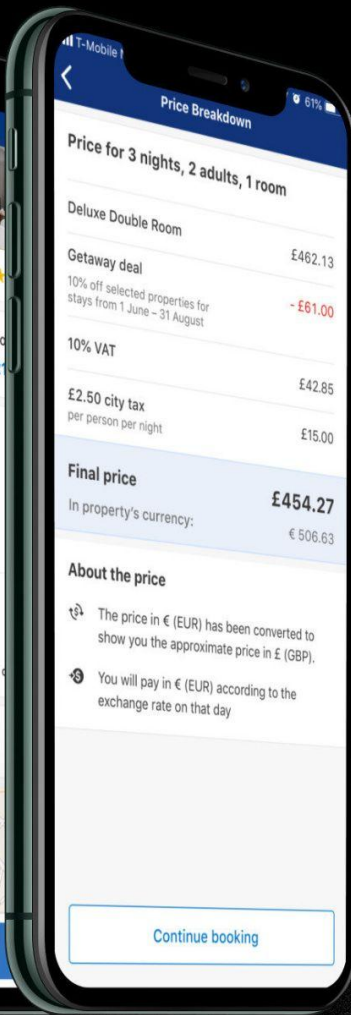 T-Mobile
61%
Price Breakdown
Price for 3 nights, 2 adults, 1 room
Deluxe Double Room
£462.13
Getaway deal
10% off selected properties for
stays from 1 June – 31 August
- £61.00
10% VAT
£42.85
£2.50 city tax
per person per night
£15.00
Final price
£454.27
In property's currency:
€ 506.63
About the price
The price in € (EUR) has been converted to
show you the approximate price in £ (GBP).
You will pay in € (EUR) according to the
exchange rate on that day
Continue booking